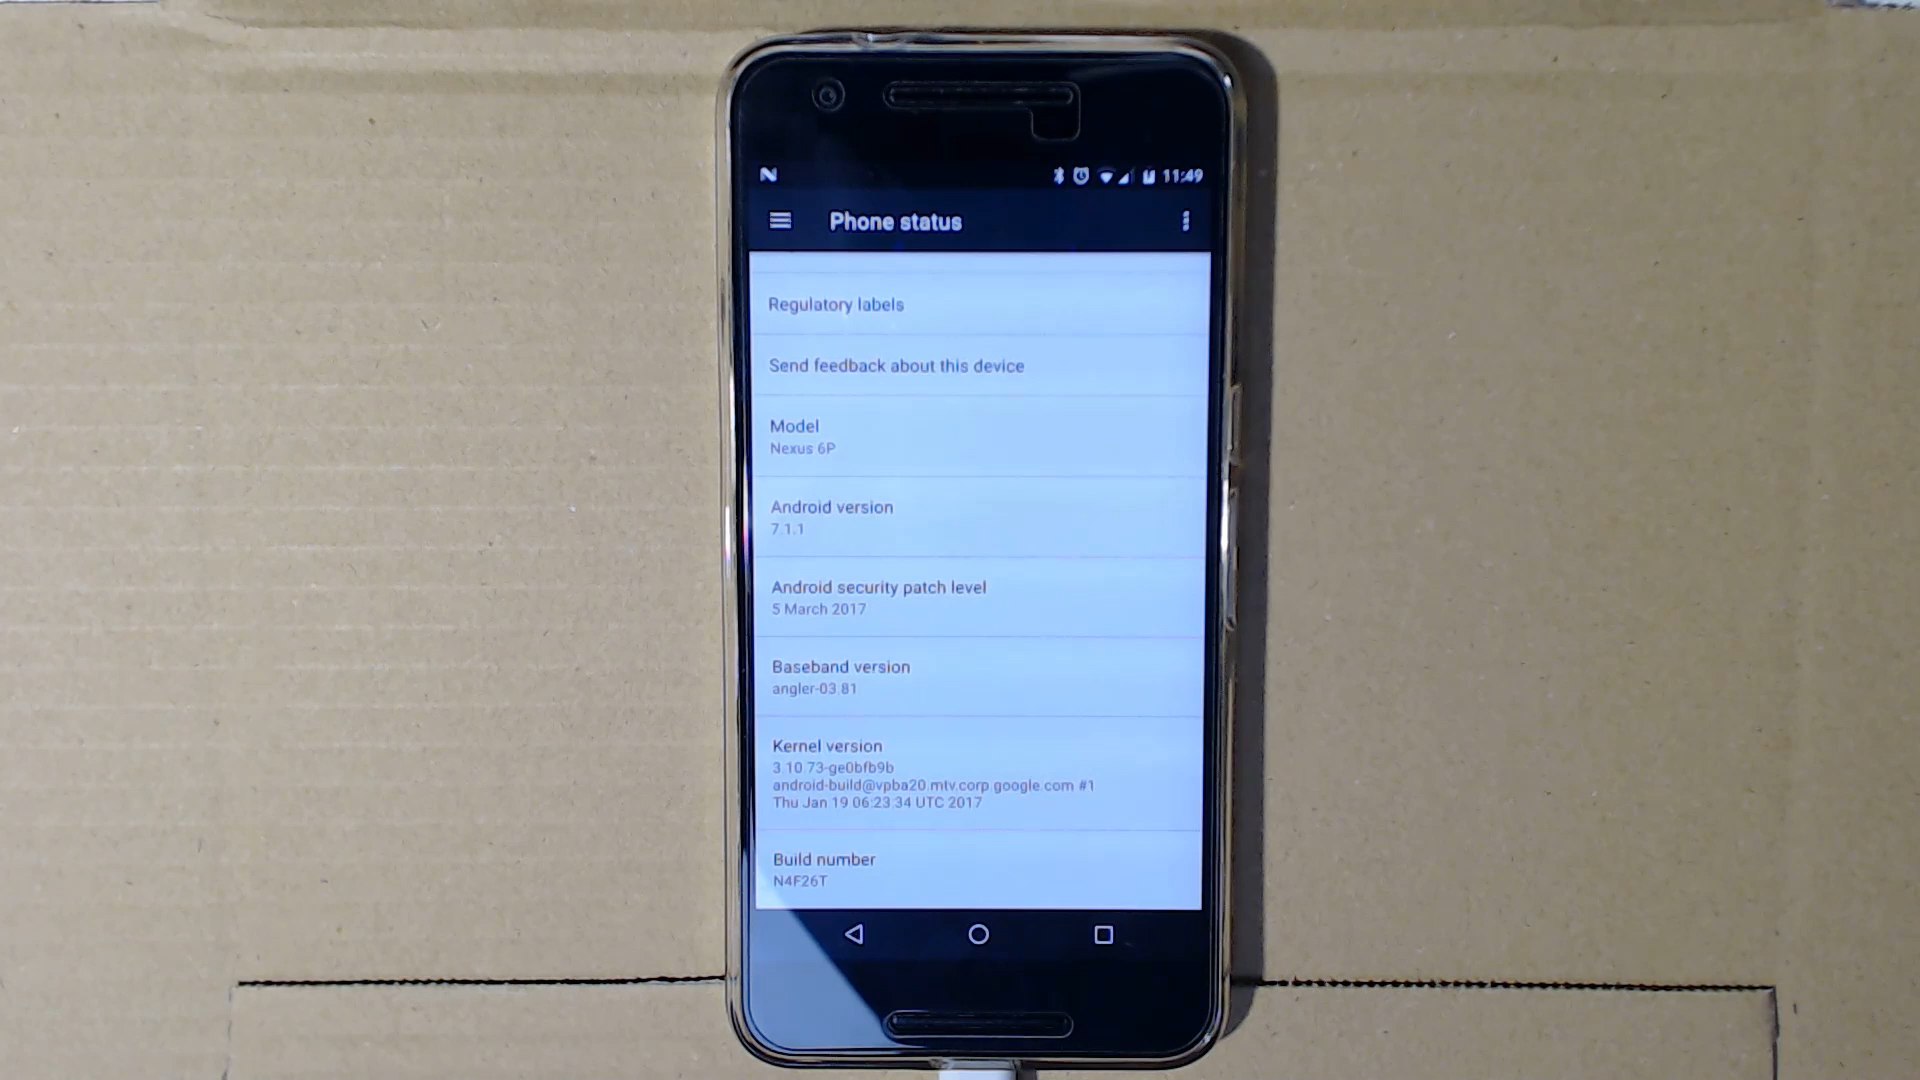 11:49
Phone status
Regulatory labels
Send feedback about this device
Model
Nexus 6P
Android version
7.1.1
Android security patch level
5 March 2017
Baseband version
angler-03.81
Kernel version
3.10.73-ge0bfb9b
android-build@vpba20.mtv.corp.google.com #1
Thu Jan 19 06:23:34 UTC 2017
Build number
N4F26T